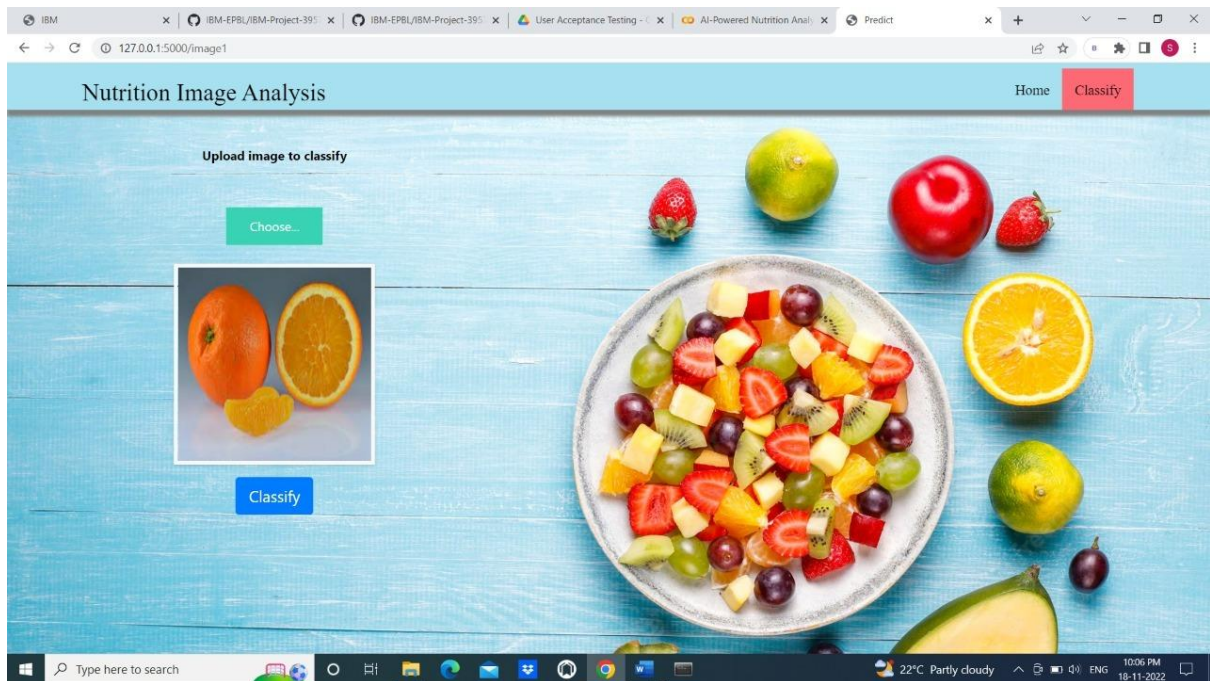 IBM
IBM-EPBL/IBM-Project-395
IBM-EPBL/IBM-Project-395
User Acceptance Testing -
AI-Powered Nutrition Analy
Predict
127.0.0.1:5000/image1
S
Nutrition Image Analysis
Home
Classify
Upload image to classify
Choose...
Classify
Type here to search
22°C Partly cloudy
ENG
10:06 PM
18-11-2022